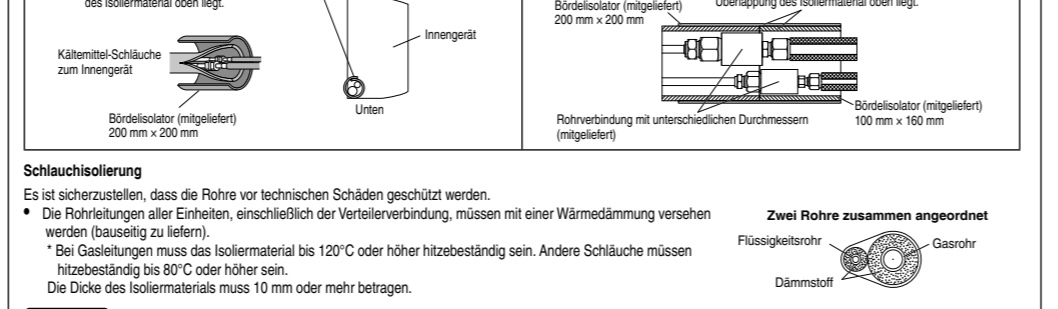 des Isoliermaterial oben liegt.
Kältemittel-Schläuche
zum Innengerät
Bördelisolator (mitgeliefert)
200 mm × 200 mm
Innengerät
Unten
Bördelisolator (mitgeliefert)
200 mm × 200 mm
Überlappung des Isoliermaterial oben liegt.
Rohrverbindung mit unterschiedlichen Durchmessern
(mitgeliefert)
Bördelisolator (mitgeliefert)
100 mm × 160 mm
Schlauchisolierung
Es ist sicherzustellen, dass die Rohre vor technischen Schäden geschützt werden.
• Die Rohrleitungen aller Einheiten, einschließlich der Verteilerverbindung, müssen mit einer Wärmedämmung versehen
werden (bauseitig zu liefern).
* Bei Gasleitungen muss das Isoliermaterial bis 120°C oder höher hitzebeständig sein. Andere Schläuche müssen
hitzebeständig bis 80°C oder höher sein.
Die Dicke des Isoliermaterials muss 10 mm oder mehr betragen.
Zwei Rohre zusammen angeordnet
Flüssigkeitsrohr
Gasrohr
Dämmstoff